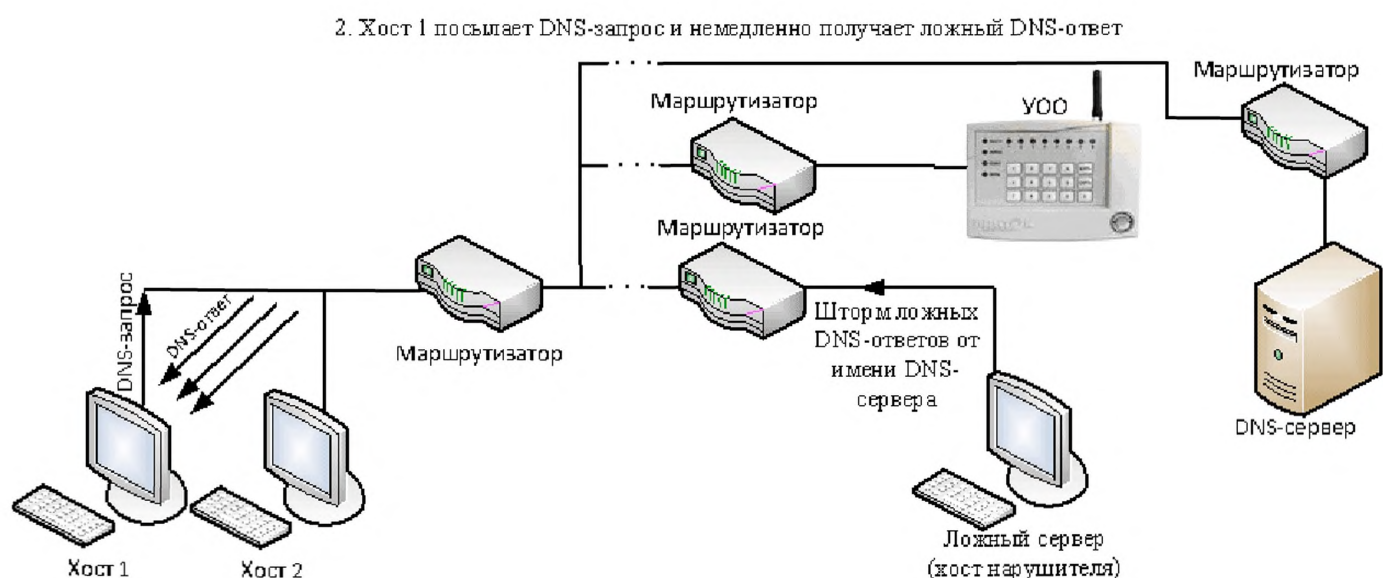 2. Хост 1 посылает DNS-запрос и немедленно получает ложный DNS-ответ
Маршрутизатор
Маршрутизатор
УОО
Маршрутизатор
DNS-запрос
DNS-ответ
Маршрутизатор
Шторм ложных
DNS-ответов от
имени DNS-
сервера
DNS-сервер
Хост 1
Хост 2
Ложный сервер
(хост нарушителя)